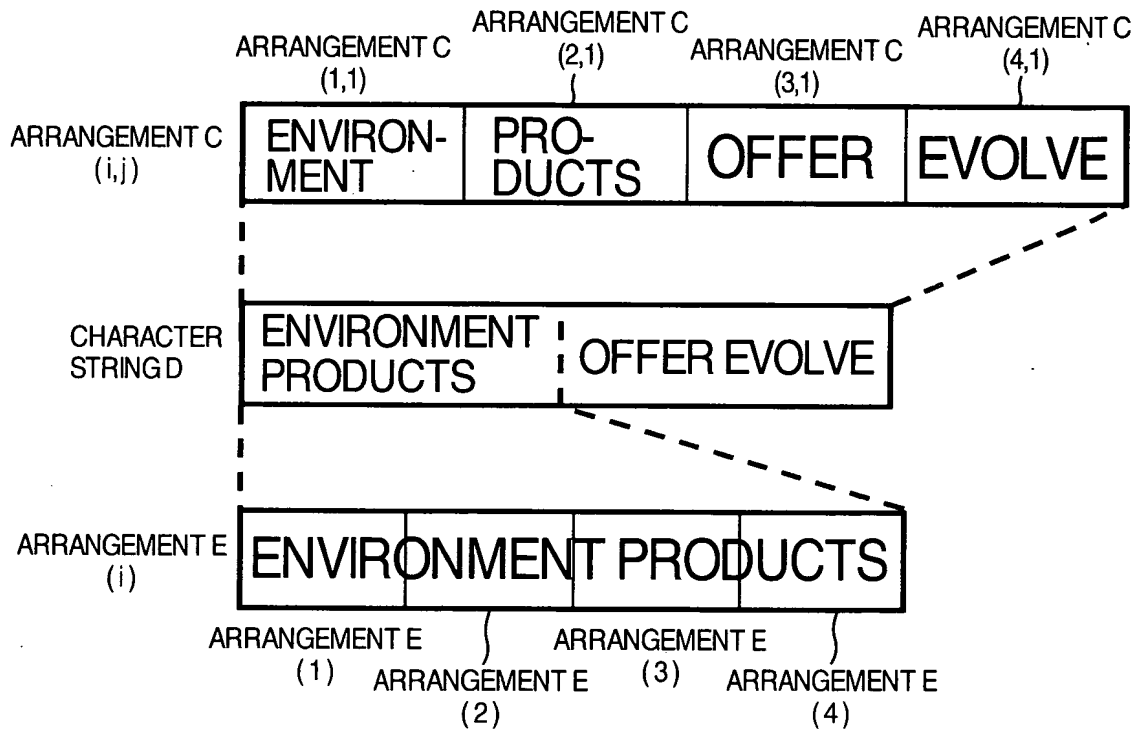 ARRANGEMENT C
(1,1)
ARRANGEMENT C
(2,1)
ARRANGEMENT C
(3,1)
ARRANGEMENT C
(4,1)
ARRANGEMENT C
(i,j)
ENVIRON-
MENT
PRO-
DUCTS
OFFER
EVOLVE
CHARACTER
STRING D
ENVIRONMENT
PRODUCTS
OFFER EVOLVE
ARRANGEMENT E
(i)
ENVIRONMENT PRODUCTS
ARRANGEMENT E
(1)
ARRANGEMENT E
(2)
ARRANGEMENT E
(3)
ARRANGEMENT E
(4)